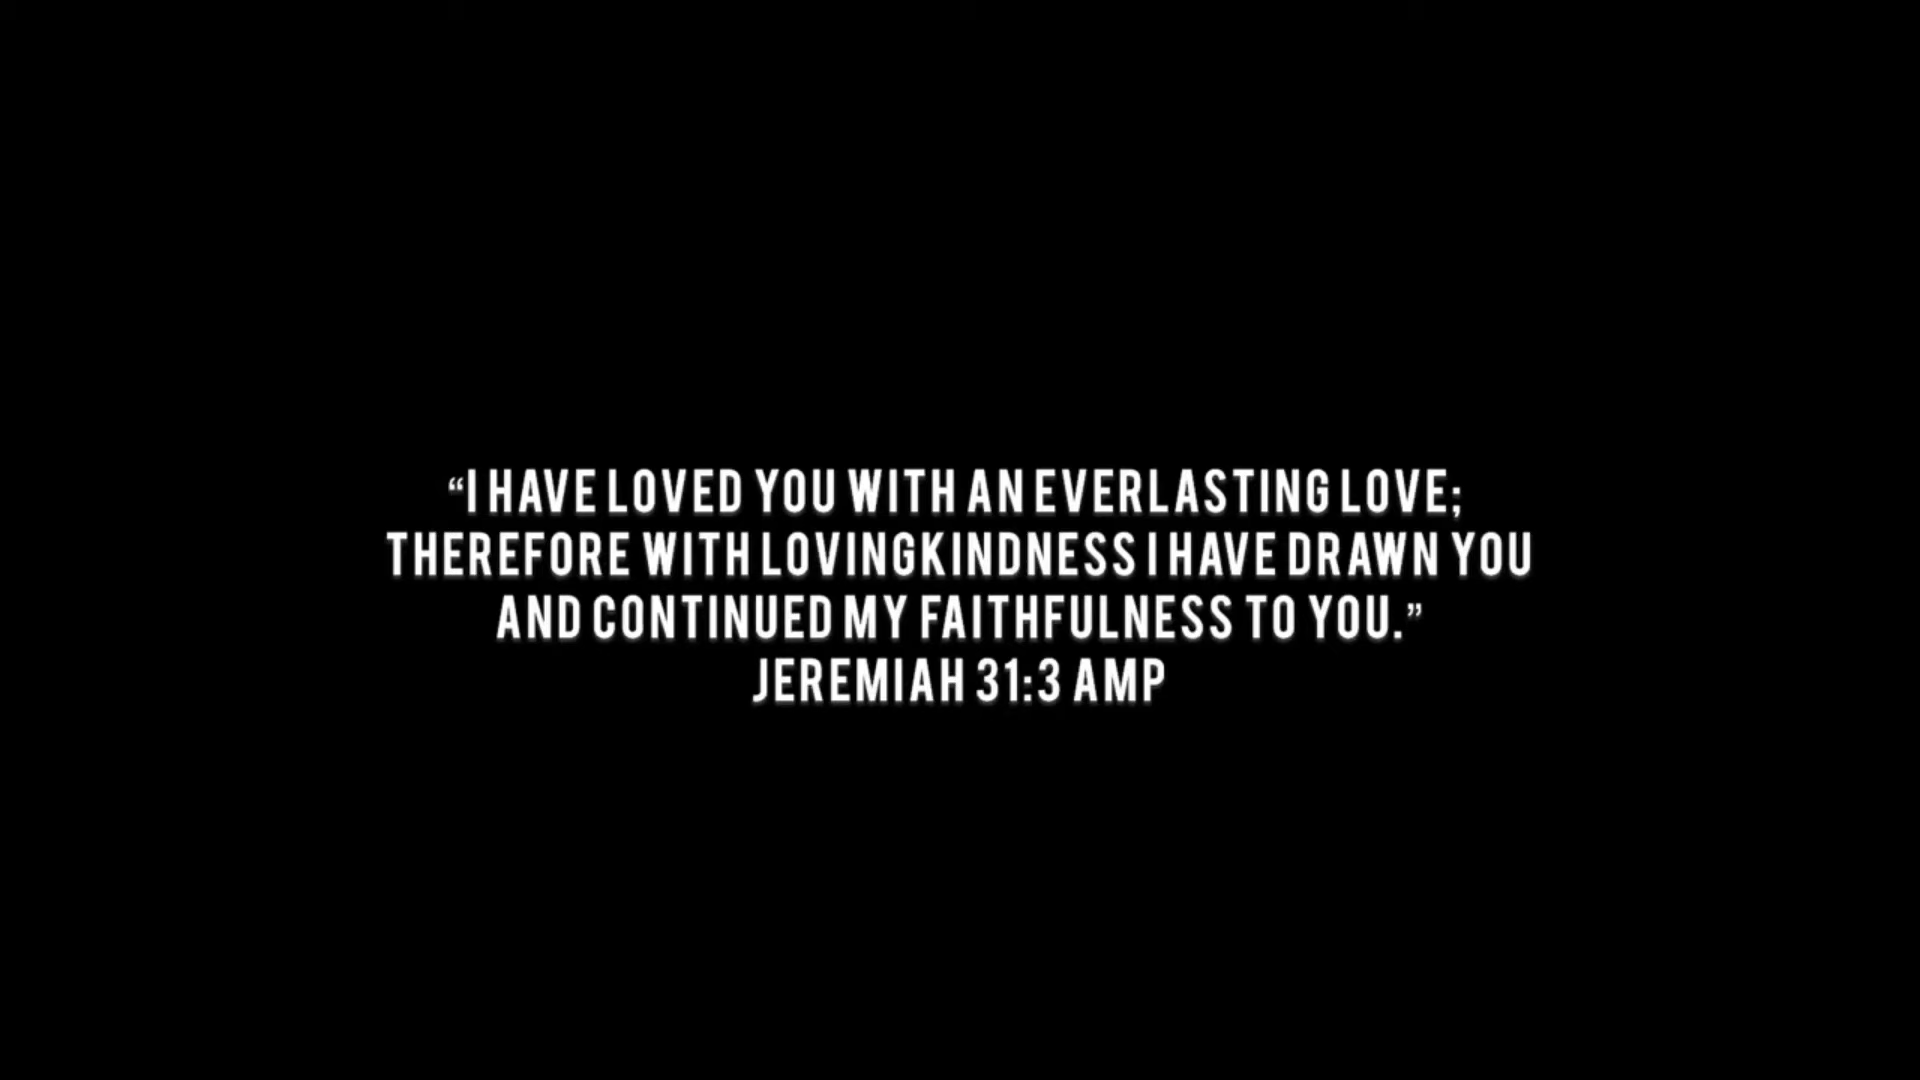 “I HAVE LOVED YOU WITH AN EVERLASTING LOVE;
THEREFORE WITH LOVINGKINDNESS I HAVE DRAWN YOU
AND CONTINUED MY FAITHFULNESS TO YOU.”
JEREMIAH 31:3 AMP